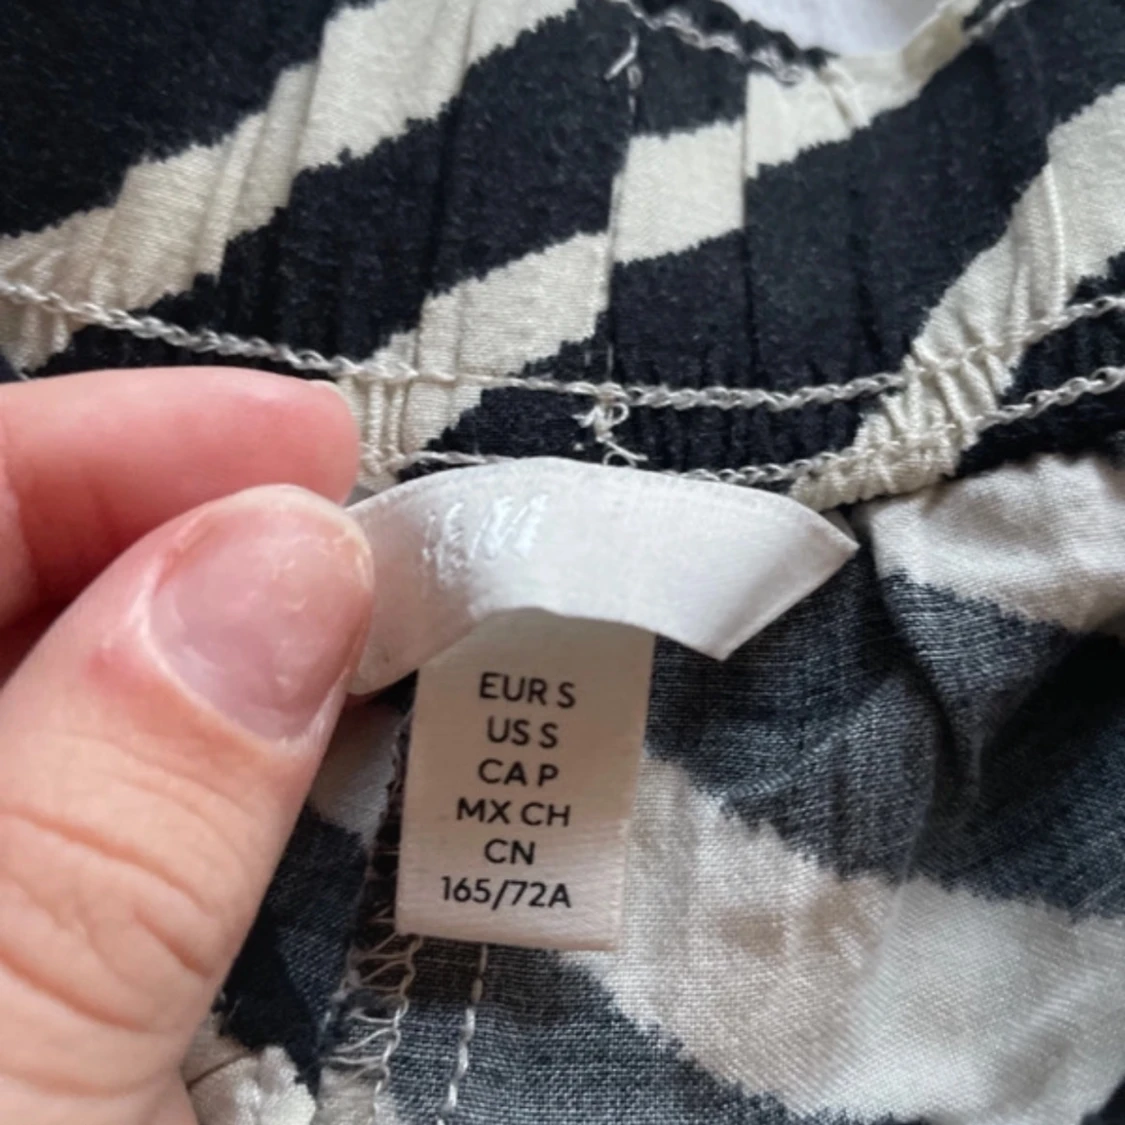 H&M
EUR S
US S
CA P
MX CH
CN
165/72A